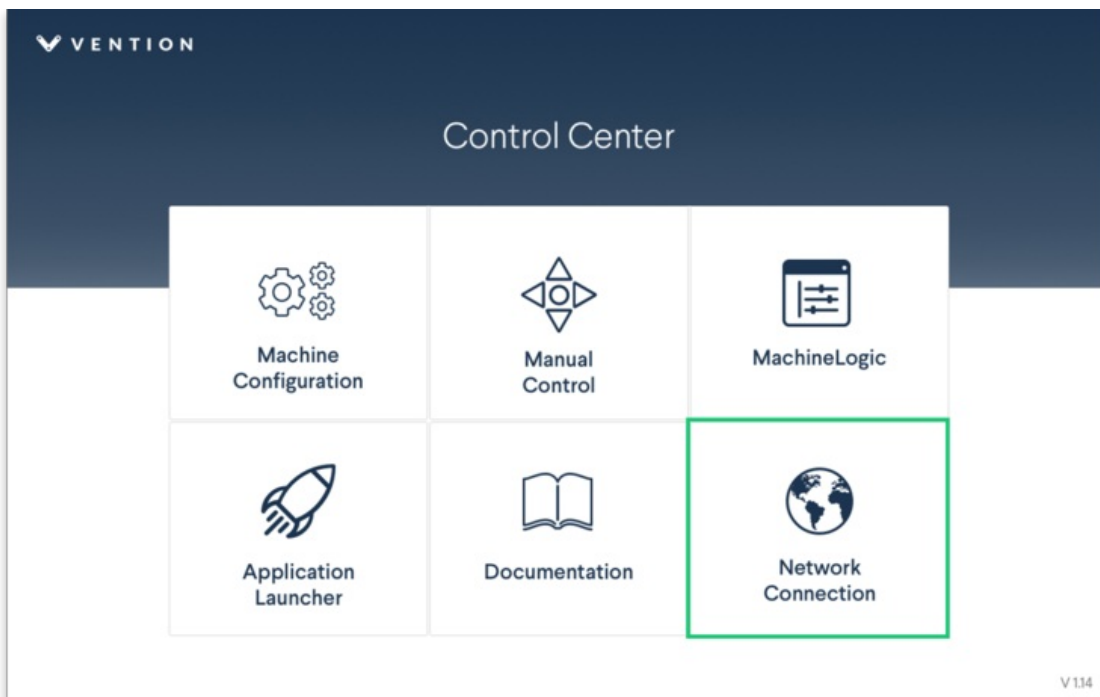 VENTION
Control Center
Machine
Configuration
Manual
Control
MachineLogic
Application
Launcher
Documentation
Network
Connection
V 1.14